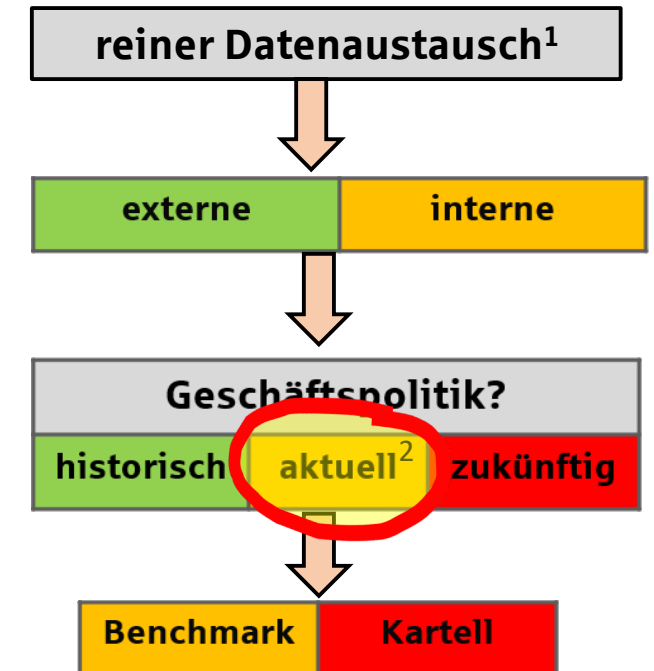 reiner Datenaustausch¹
externe interne
Geschäftspolitik?
historisch aktuell² zukünftig
Benchmark Kartell